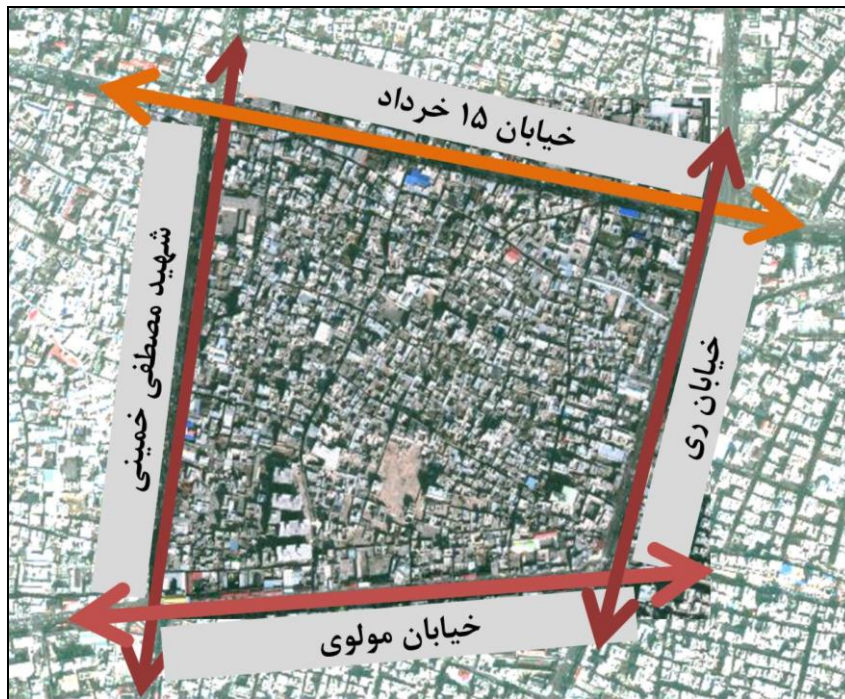 خیابان ۱۵ خرداد
شهید مصطفی خمینی
خیابان ری
خیابان مولوی